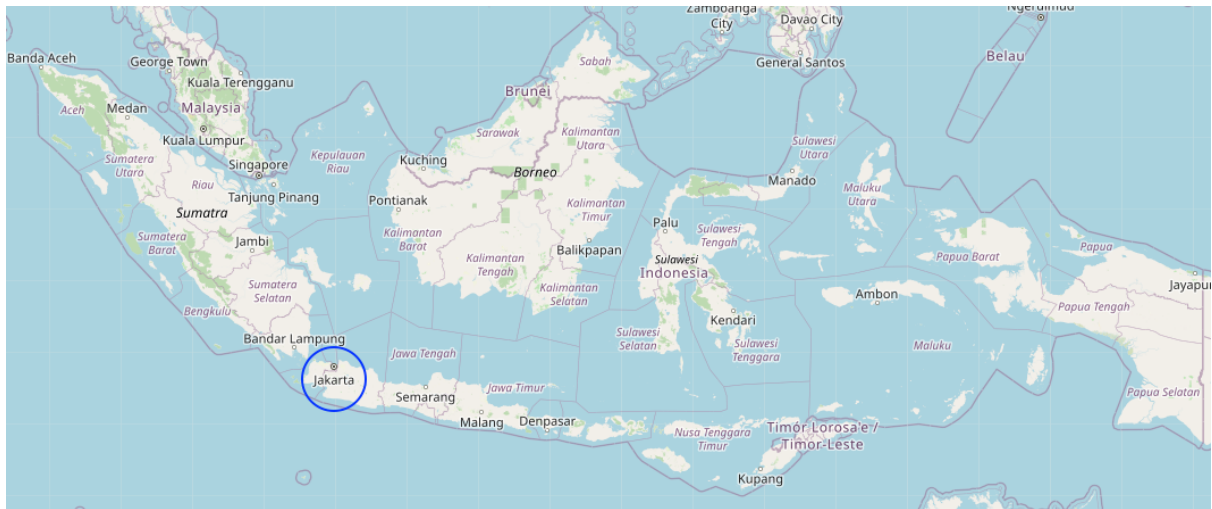 Zamboanga
City
Davao City
Ngerulmud
Banda Aceh
George Town
General Santos
Belau
Sabah
Kuala Terengganu
Brunei
Aceh
Medan
Malaysia
Sarawak
Kalimantan
Utara
Kuala Lumpur
Sulawesi
Utara
Sumatera
Utara
Singapore
Kepulauan
Riau
Kuching
Borneo
Manado
Riau
Tanjung Pinang
Pontianak
Maluku
Utara
Sumatra
Kalimantan
Timur
Palu
Sulawesi
Tengah
Sumatera
Barat
Jambi
Kalimantan
Barat
Balikpapan
Papua
Papua Barat
Kalimantan
Tengah
Sulawesi
Indonesia
Sumatera
Selatan
Kalimantan
Selatan
Ambon
Jayapur
Papua Tengah
Bengkulu
Kendari
Bandar Lampung
Sulawesi
Selatan
Sulawesi
Tenggara
Maluku
Jawa Tengah
Jakarta
Semarang
Jawa Timur
Papua Selatan
Malang
Denpasar
Nusa Tenggara
Timur
Timór Lorosa'e /
Timor-Leste
Kupang